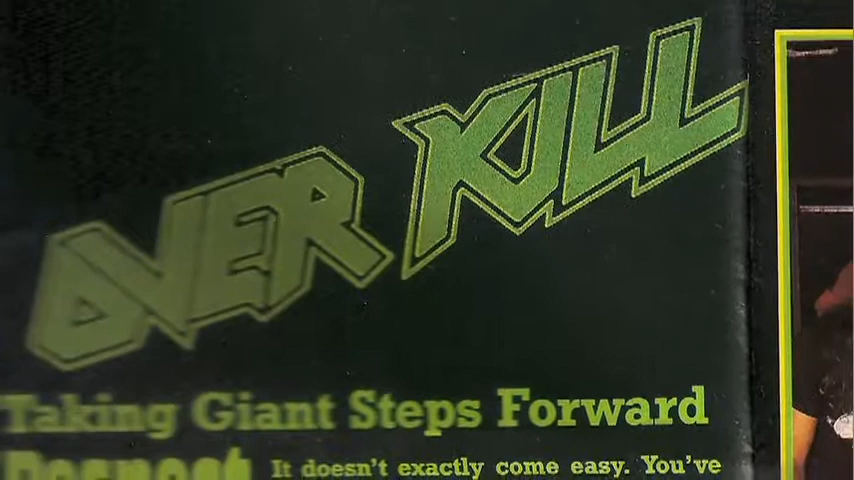 OVER KILL
Taking Giant Steps Forward
It doesn't exactly come easy. You've